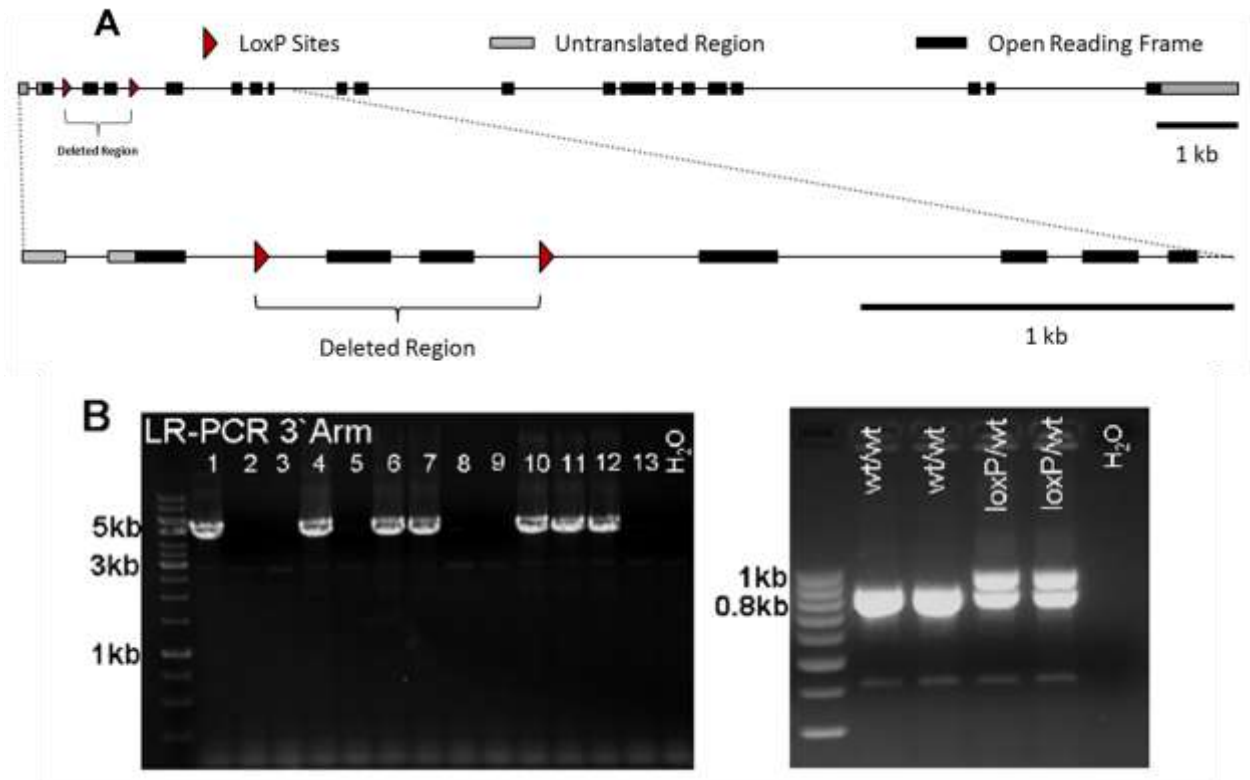 A
LoxP Sites Untranslated Region Open Reading Frame
Deleted Region
1 kb
Deleted Region
1 kb
B
LR-PCR 3`Arm
1 2 3 4 5 6 7 8 9 10 11 12 13 H₂O
5kb
3kb
1kb
wt/wt wt/wt loxP/wt loxP/wt H₂O
1kb
0.8kb